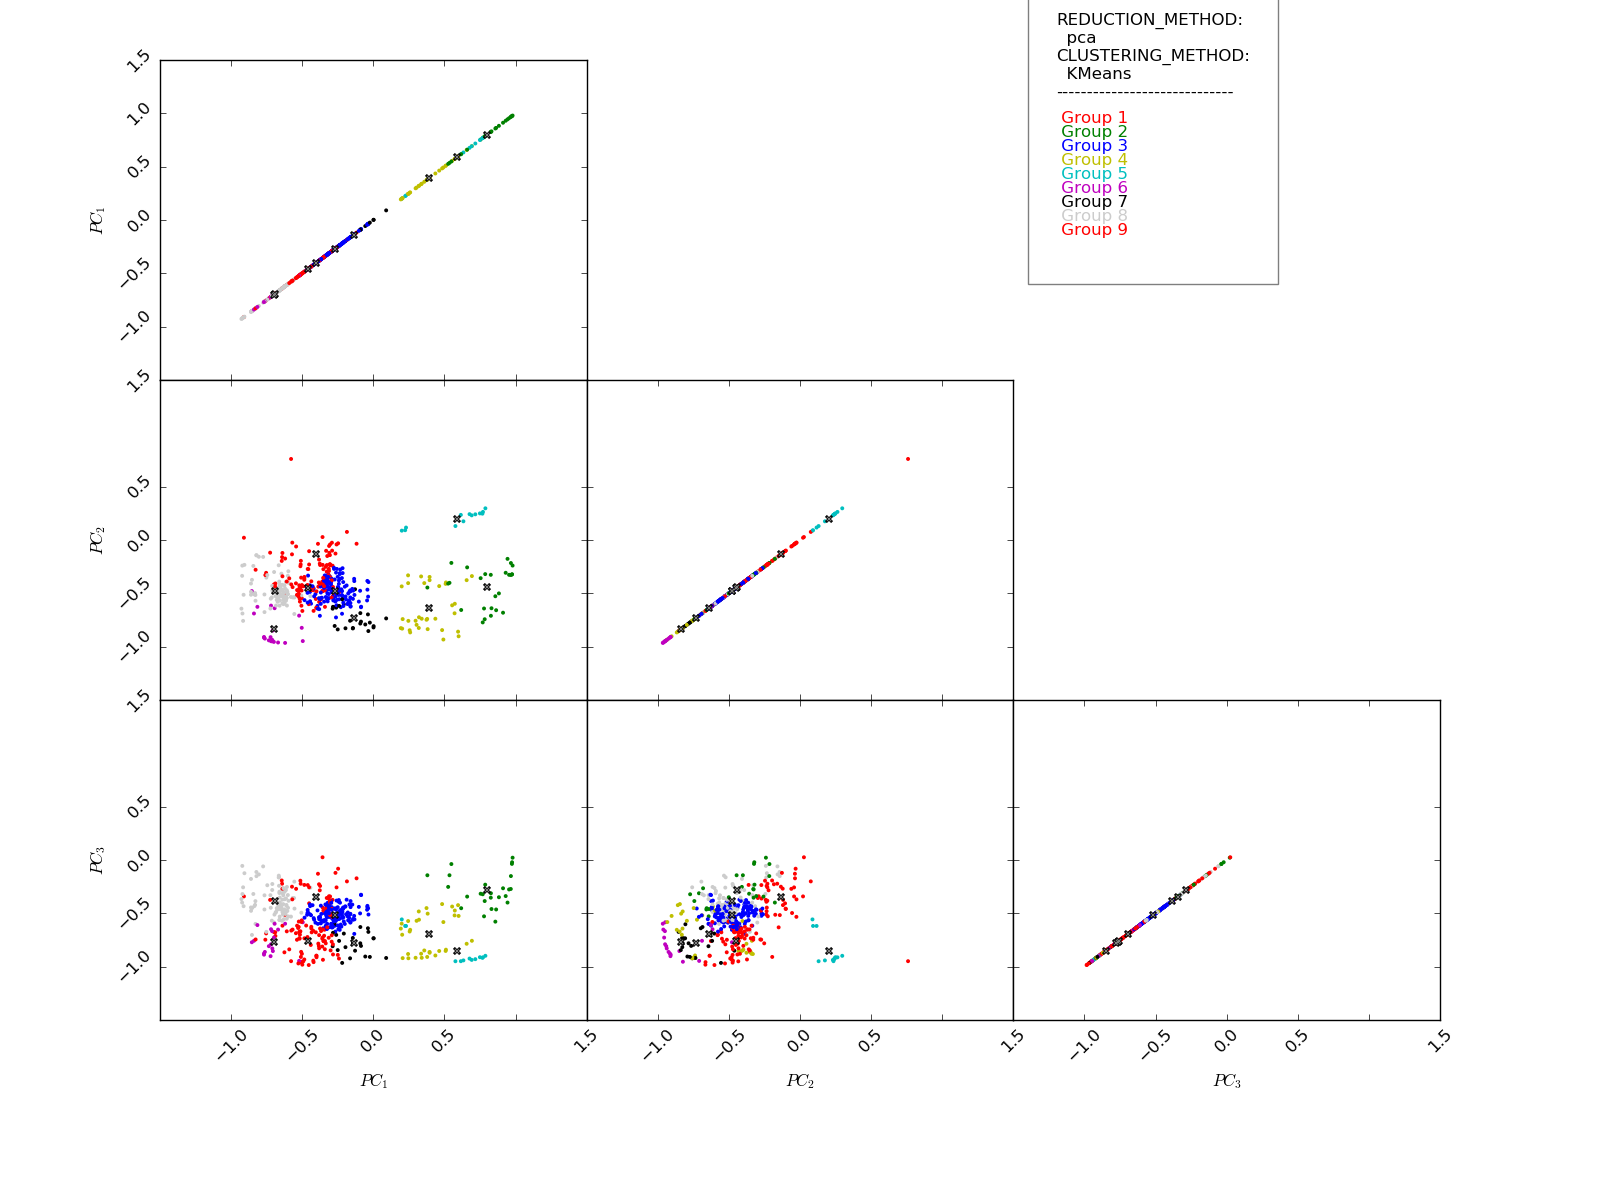 REDUCTION_METHOD:
pca
CLUSTERING_METHOD:
KMeans
------------------------------
Group 1
Group 2
Group 3
Group 4
Group 5
Group 6
Group 7
Group 8
Group 9
1.5
1.0
0.5
0.0
−0.5
−1.0
PC₁
1.5
0.5
0.0
−0.5
−1.0
PC₂
1.5
0.5
0.0
−0.5
−1.0
PC₃
−1.0 −0.5 0.0 0.5 1.5 −1.0 −0.5 0.0 0.5 1.5 −1.0 −0.5 0.0 0.5 1.5
PC₁ PC₂ PC₃